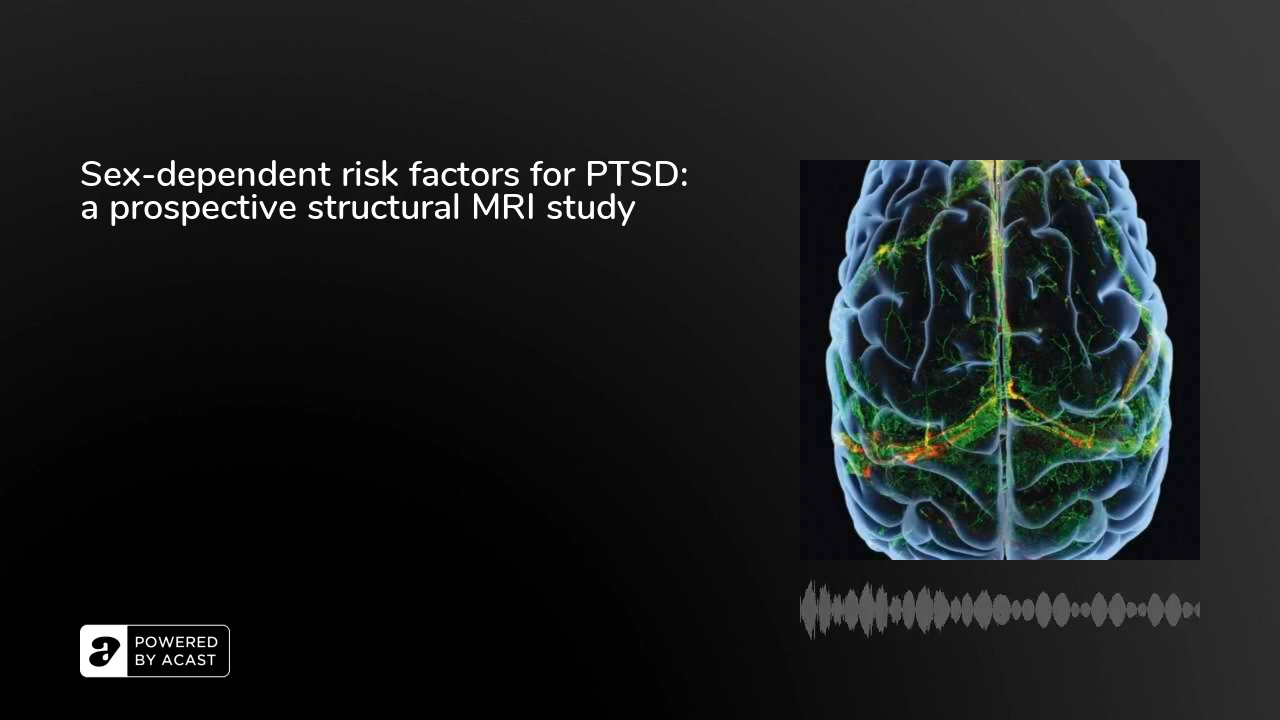 Sex-dependent risk factors for PTSD:
a prospective structural MRI study
a
POWERED
BY ACAST